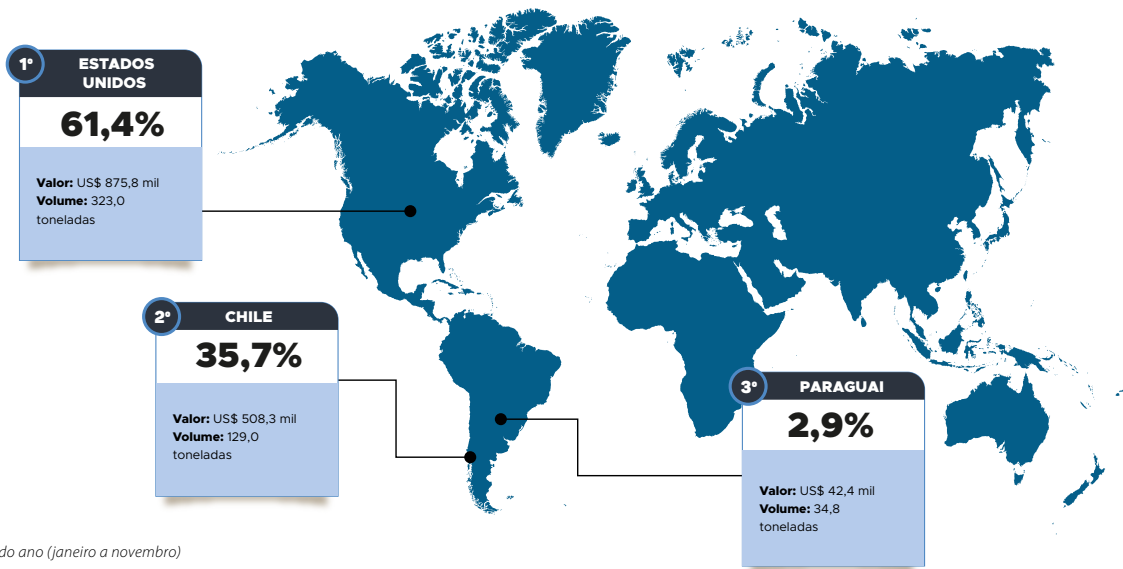 1º
ESTADOS
UNIDOS
61,4%
Valor: US$ 875,8 mil
Volume: 323,0
toneladas
2º
CHILE
35,7%
Valor: US$ 508,3 mil
Volume: 129,0
toneladas
3º
PARAGUAI
2,9%
Valor: US$ 42,4 mil
Volume: 34,8
toneladas
do ano (janeiro a novembro)